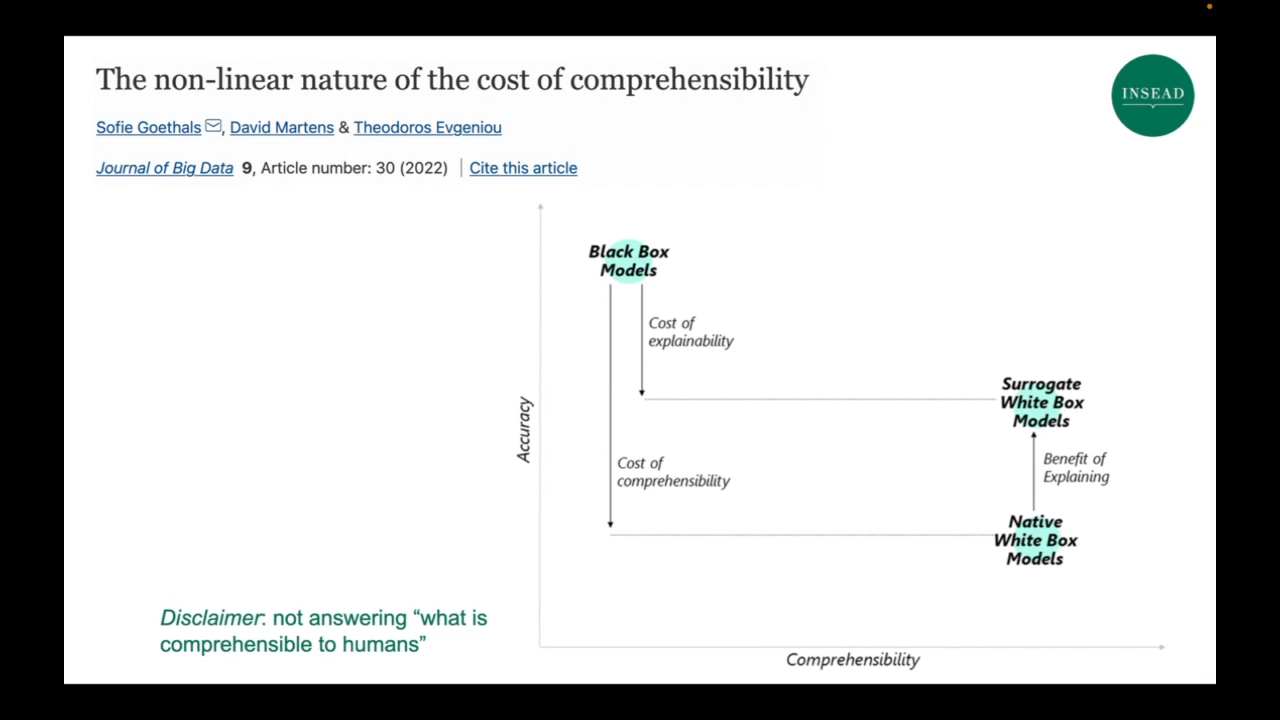 The non-linear nature of the cost of comprehensibility
INSEAD
Sofie Goethals, David Martens & Theodoros Evgeniou
Journal of Big Data 9, Article number: 30 (2022) | Cite this article
Black Box
Models
Cost of
explainability
Surrogate
White Box
Models
Accuracy
Cost of
comprehensibility
Benefit of
Explaining
Native
White Box
Models
Disclaimer: not answering “what is
comprehensible to humans”
Comprehensibility